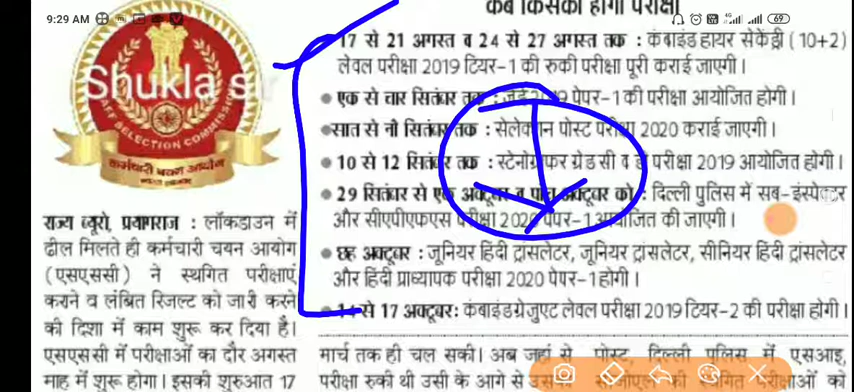 9:29 AM
69
कब किसकी होगी परीक्षा
17 से 21 अगस्त व 24 से 27 अगस्त तक : कंबाइंड हायर सेकेंड्री (10+2)
लेवल परीक्षा 2019 टियर-1 की रुकी परीक्षा पूरी कराई जाएगी।
एक से चार सितंबर तक : पेपर-1 की परीक्षा आयोजित होगी।
सात से नौ सितंबर तक : सेलेक्शन पोस्ट परीक्षा 2020 कराई जाएगी।
10 से 12 सितंबर तक : स्टेनोग्राफर ग्रेड सी व डी परीक्षा 2019 आयोजित होगी।
29 सितंबर से एक अक्टूबर व पांच अक्टूबर को : दिल्ली पुलिस में सब-इंस्पेक्टर
और सीएपीएफएस परीक्षा 2020 पेपर-1 आयोजित की जाएगी।
छह अक्टूबर : जूनियर हिंदी ट्रांसलेटर, जूनियर ट्रांसलेटर, सीनियर हिंदी ट्रांसलेटर
और हिंदी प्राध्यापक परीक्षा 2020 पेपर-1 होगी।
14 से 17 अक्टूबर : कंबाइंड ग्रेजुएट लेवल परीक्षा 2019 टियर-2 की परीक्षा होगी।
Shukla sir
STAFF SELECTION COMMISSION
कर्मचारी चयन आयोग
राज्य ब्यूरो, प्रयागराज : लॉकडाउन में
ढील मिलते ही कर्मचारी चयन आयोग
(एसएससी) ने स्थगित परीक्षाएं
कराने व लंबित रिजल्ट को जारी करने
की दिशा में काम शुरू कर दिया है।
एसएससी में परीक्षाओं का दौर अगस्त
माह में शुरू होगा। इसकी शुरुआत 17
मार्च तक ही चल सकी। अब जहां से
परीक्षा रुकी थी उसी के आगे से
पोस्ट, दिल्ली पुलिस में एसआइ,
परीक्षाओं को